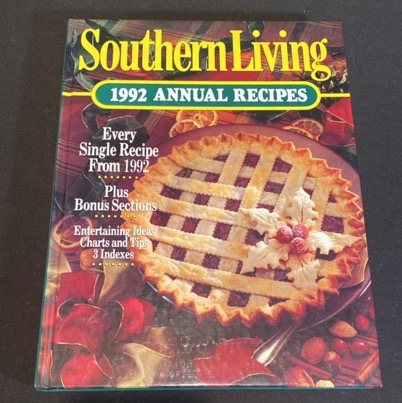 Southern Living
1992 ANNUAL RECIPES
Every
Single Recipe
From 1992
Plus
Bonus Sections
Entertaining Ideas
Charts and Tips
3 Indexes